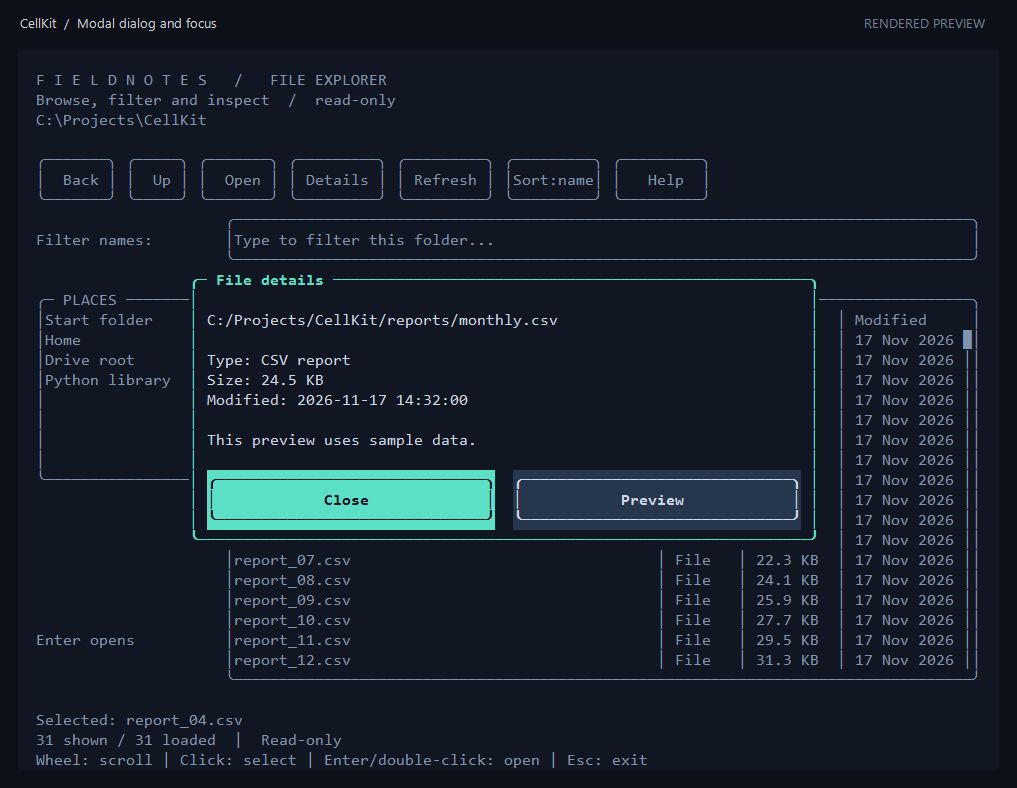 CellKit / Modal dialog and focus
RENDERED PREVIEW
F I E L D N O T E S / FILE EXPLORER
Browse, filter and inspect / read-only
C:\Projects\CellKit
Back Up Open Details Refresh Sort:name Help
Filter names: Type to filter this folder...
File details
PLACES
Start folder
Home
Drive root
Python library
C:/Projects/CellKit/reports/monthly.csv
Type: CSV report
Size: 24.5 KB
Modified: 2026-11-17 14:32:00
This preview uses sample data.
Close Preview
Modified
17 Nov 2026
17 Nov 2026
17 Nov 2026
17 Nov 2026
17 Nov 2026
17 Nov 2026
17 Nov 2026
17 Nov 2026
17 Nov 2026
17 Nov 2026
17 Nov 2026
report_07.csv File 22.3 KB 17 Nov 2026
report_08.csv File 24.1 KB 17 Nov 2026
report_09.csv File 25.9 KB 17 Nov 2026
report_10.csv File 27.7 KB 17 Nov 2026
Enter opens report_11.csv File 29.5 KB 17 Nov 2026
report_12.csv File 31.3 KB 17 Nov 2026
Selected: report_04.csv
31 shown / 31 loaded | Read-only
Wheel: scroll | Click: select | Enter/double-click: open | Esc: exit